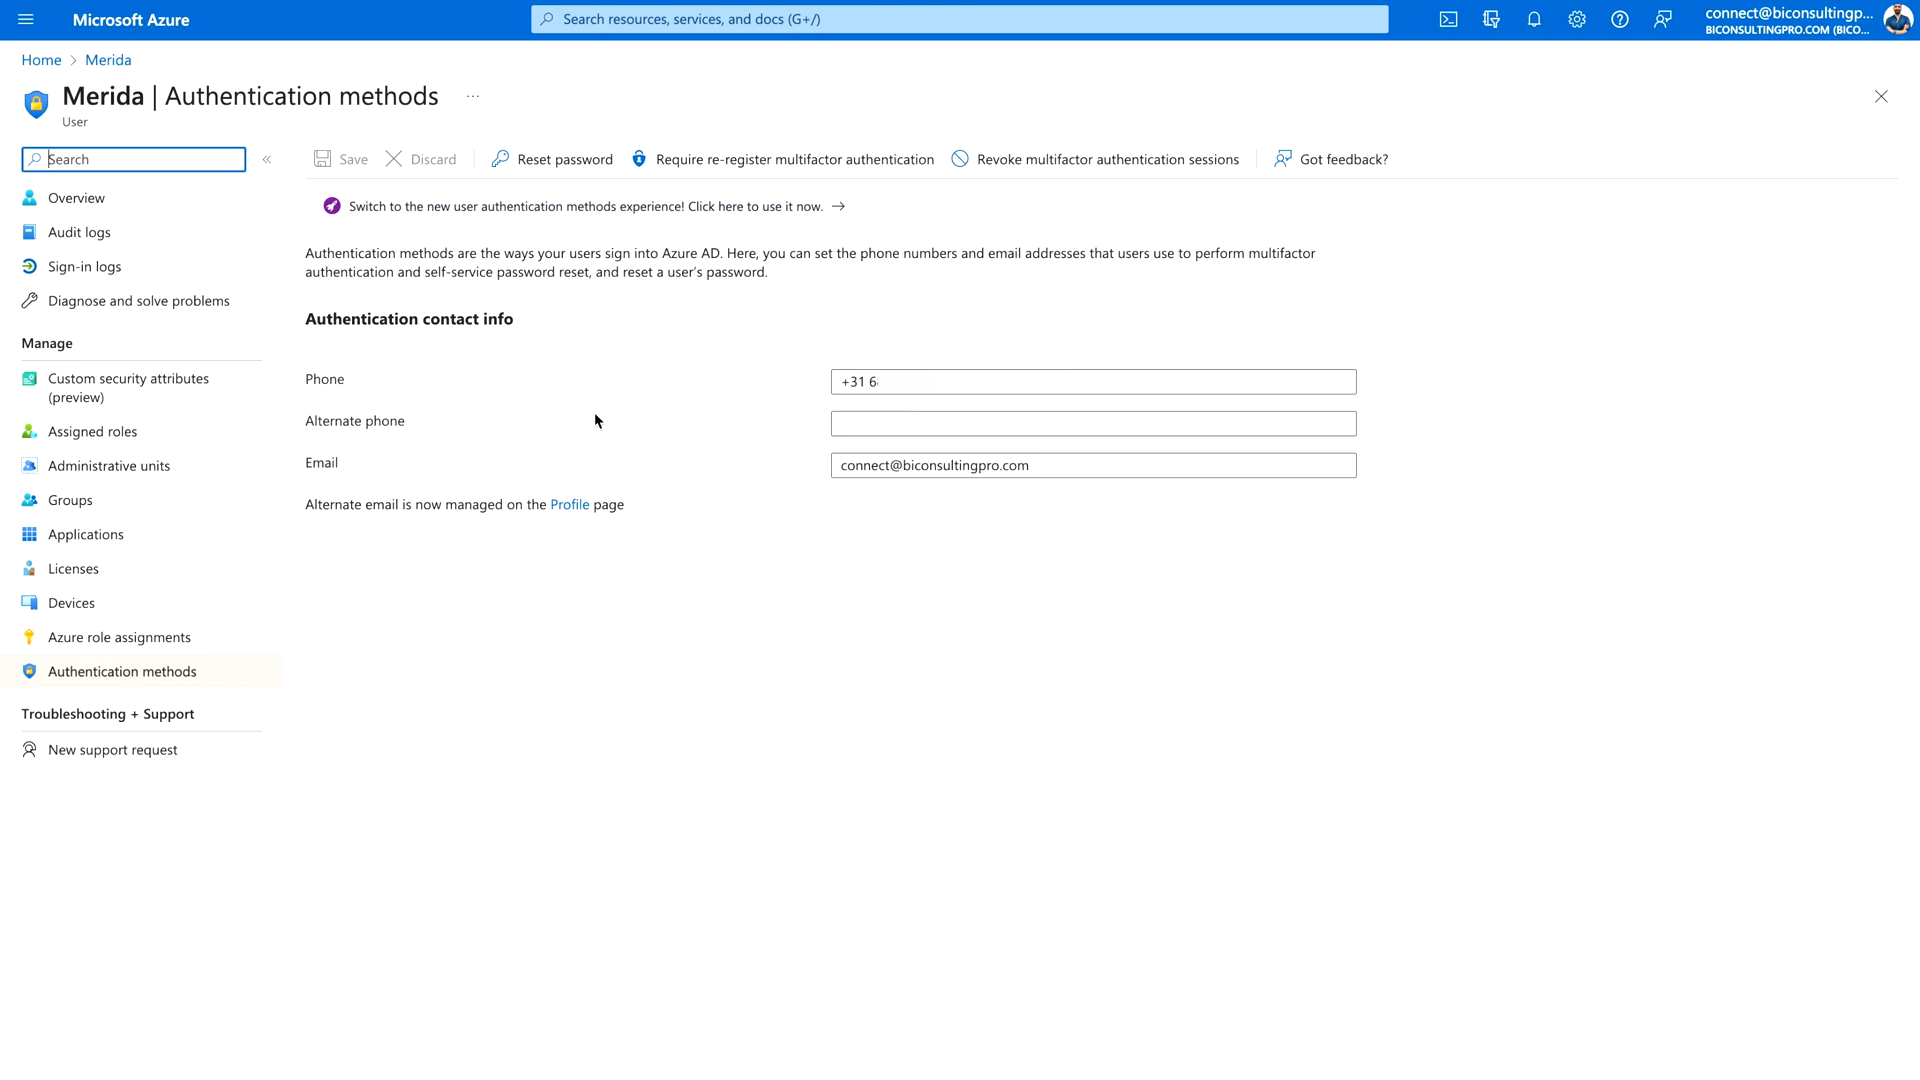 Microsoft Azure
Search resources, services, and docs (G+/)
connect@biconsultingp...
BICONSULTINGPRO.COM (BICO...
Home > Merida
Merida | Authentication methods ...
User
Search «
Save Discard Reset password Require re-register multifactor authentication Revoke multifactor authentication sessions Got feedback?
Overview
Audit logs
Sign-in logs
Diagnose and solve problems
Manage
Custom security attributes
(preview)
Assigned roles
Administrative units
Groups
Applications
Licenses
Devices
Azure role assignments
Authentication methods
Troubleshooting + Support
New support request
Switch to the new user authentication methods experience! Click here to use it now. →
Authentication methods are the ways your users sign into Azure AD. Here, you can set the phone numbers and email addresses that users use to perform multifactor
authentication and self-service password reset, and reset a user's password.
Authentication contact info
Phone +31 6
Alternate phone
Email connect@biconsultingpro.com
Alternate email is now managed on the Profile page